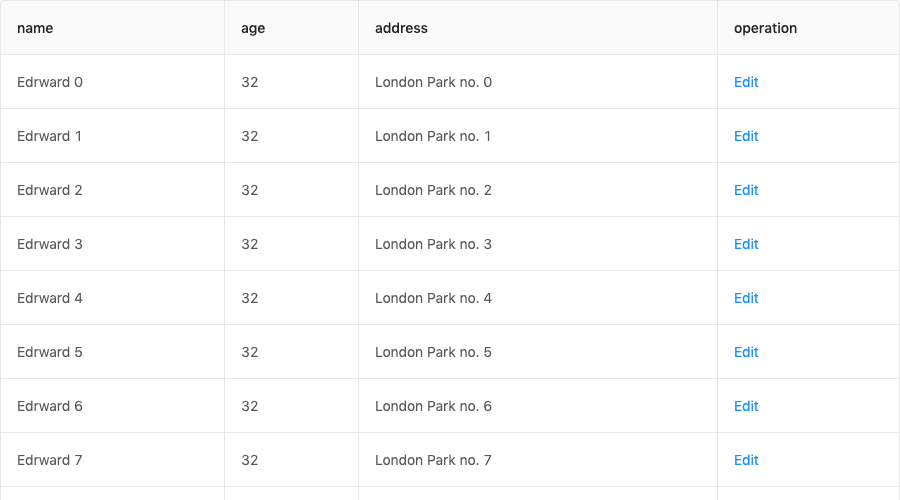 name age address operation
Edrward 0 32 London Park no. 0 Edit
Edrward 1 32 London Park no. 1 Edit
Edrward 2 32 London Park no. 2 Edit
Edrward 3 32 London Park no. 3 Edit
Edrward 4 32 London Park no. 4 Edit
Edrward 5 32 London Park no. 5 Edit
Edrward 6 32 London Park no. 6 Edit
Edrward 7 32 London Park no. 7 Edit